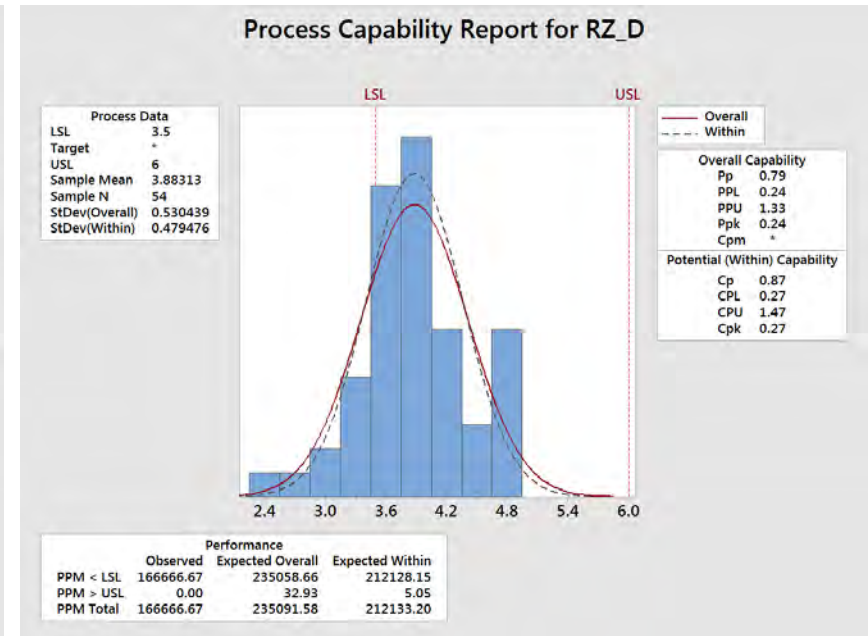 Process Capability Report for RZ_D
LSL USL
Process Data
LSL 3.5
Target *
USL 6
Sample Mean 3.88313
Sample N 54
StDev(Overall) 0.530439
StDev(Within) 0.479476
Overall
Within
Overall Capability
Pp 0.79
PPL 0.24
PPU 1.33
Ppk 0.24
Cpm *
Potential (Within) Capability
Cp 0.87
CPL 0.27
CPU 1.47
Cpk 0.27
2.4 3.0 3.6 4.2 4.8 5.4 6.0
Performance
Observed Expected Overall Expected Within
PPM < LSL 166666.67 235058.66 212128.15
PPM > USL 0.00 32.93 5.05
PPM Total 166666.67 235091.58 212133.20